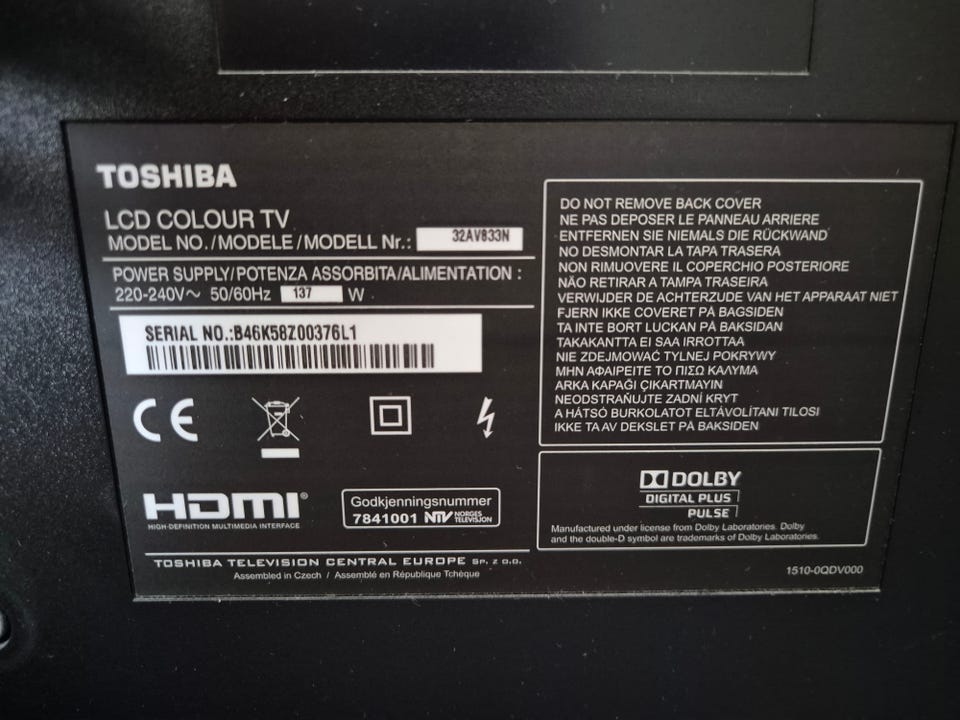 TOSHIBA
LCD COLOUR TV
MODEL NO./MODELE/MODELL Nr.: 32AV833N
POWER SUPPLY/POTENZA ASSORBITA/ALIMENTATION :
220-240V~ 50/60Hz 137 W
SERIAL NO.:B46K58Z00376L1
CE
HDMI®
HIGH-DEFINITION MULTIMEDIA INTERFACE
Godkjenningsnummer
7841001 NTV NORGES TELEVISJON
TOSHIBA TELEVISION CENTRAL EUROPE SP. Z O.O.
Assembled in Czech / Assemblé en République Tchèque
DO NOT REMOVE BACK COVER
NE PAS DEPOSER LE PANNEAU ARRIERE
ENTFERNEN SIE NIEMALS DIE RÜCKWAND
NO DESMONTAR LA TAPA TRASERA
NON RIMUOVERE IL COPERCHIO POSTERIORE
NÃO RETIRAR A TAMPA TRASEIRA
VERWIJDER DE ACHTERZUDE VAN HET APPARAAT NIET
FJERN IKKE COVERET PÅ BAGSIDEN
TA INTE BORT LUCKAN PÅ BAKSIDAN
TAKAKANTTA EI SAA IRROTTAA
NIE ZDEJMOWAĆ TYLNEJ POKRYWY
ΜΗΝ ΑΦΑΙΡΕΙΤΕ ΤΟ ΠΙΣΩ ΚΑΛΥΜΑ
ARKA KAPAĞI ÇIKARTMAYIN
NEODSTRAŇUJTE ZADNÍ KRYT
A HÁTSÓ BURKOLATOT ELTÁVOLÍTANI TILOSI
IKKE TA AV DEKSLET PÅ BAKSIDEN
DOLBY
DIGITAL PLUS
PULSE
Manufactured under license from Dolby Laboratories. Dolby
and the double-D symbol are trademarks of Dolby Laboratories.
1510-0QDV000